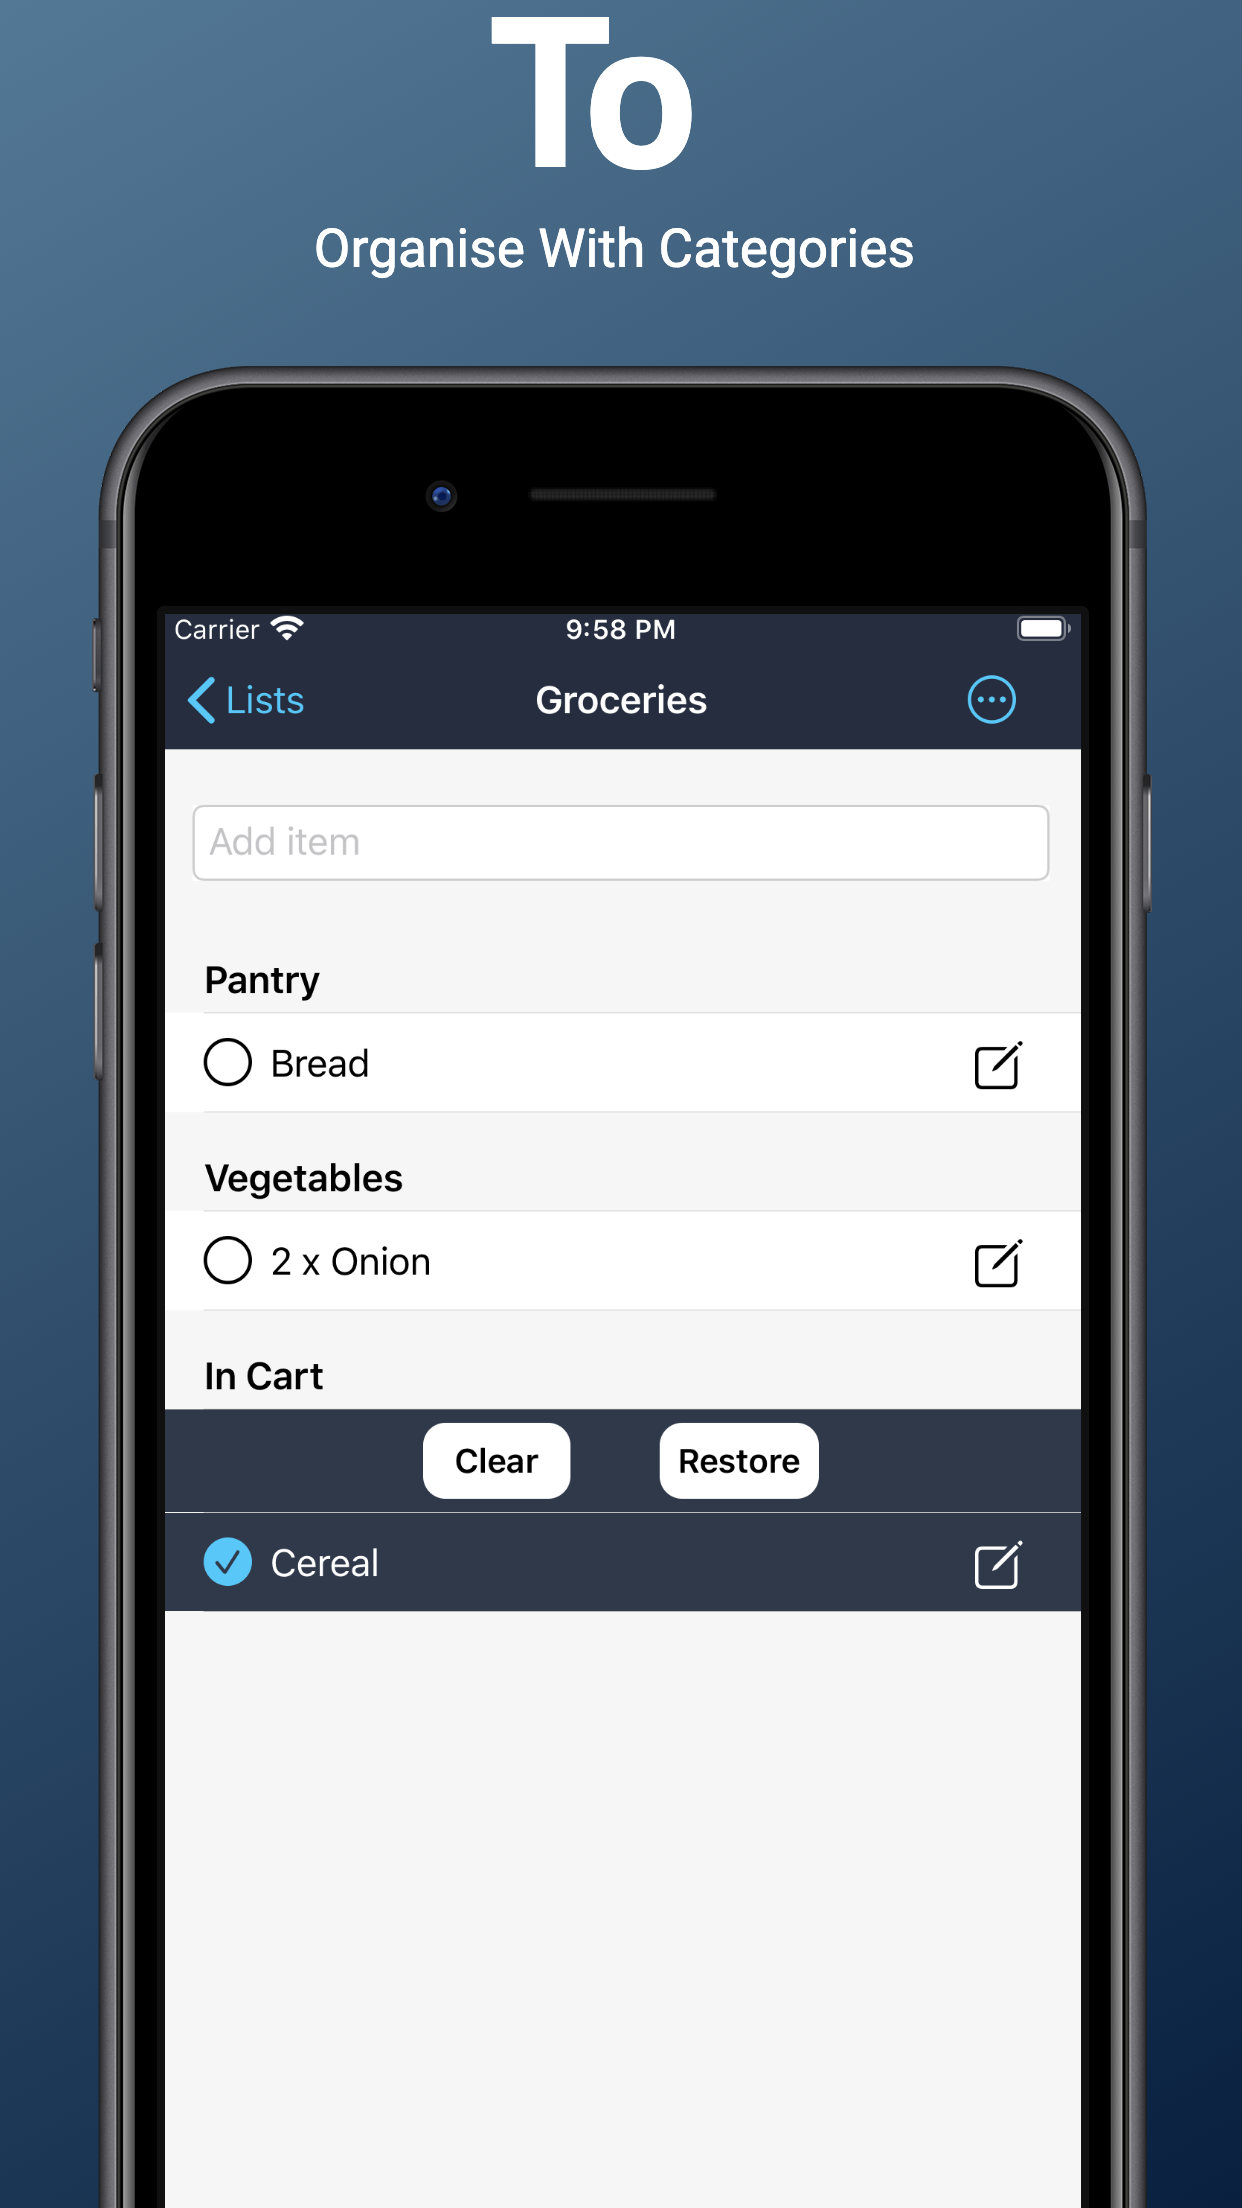 To
Organise With Categories
Carrier 9:58 PM
Lists Groceries
Add item
Pantry
Bread
Vegetables
2 x Onion
In Cart
Clear Restore
Cereal